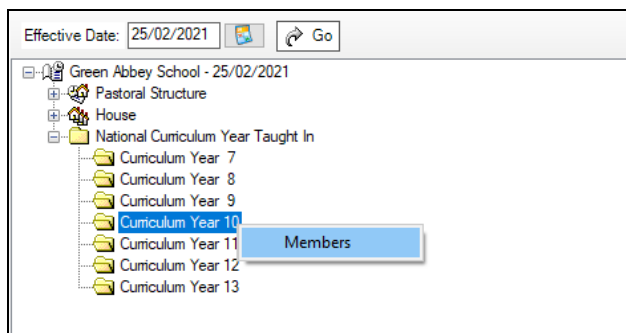 Effective Date: 25/02/2021 Go
Green Abbey School - 25/02/2021
Pastoral Structure
House
National Curriculum Year Taught In
Curriculum Year 7
Curriculum Year 8
Curriculum Year 9
Curriculum Year 10
Members
Curriculum Year 11
Curriculum Year 12
Curriculum Year 13